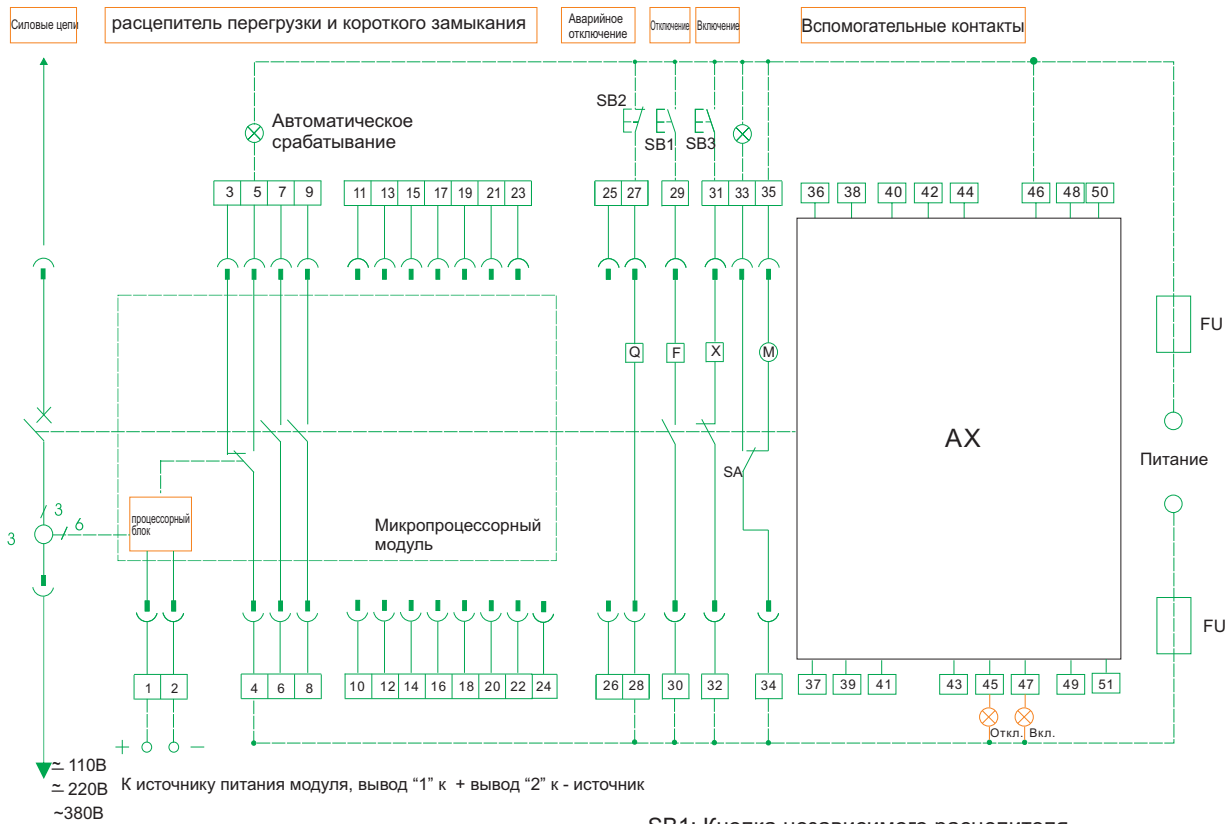 Силовые цепи
расцепитель перегрузки и короткого замыкания
Аварийное
отключение
Отключение
Включение
Вспомогательные контакты
Автоматическое
срабатывание
SB2
SB1
SB3
3 5 7 9
11 13 15 17 19 21 23
25 27 29 31 33 35
36 38 40 42 44 46 48 50
FU
Q F X M
AX
Питание
SA
процессорный
блок
Микропроцессорный
модуль
3
6
3
FU
1 2
4 6 8
10 12 14 16 18 20 22 24
26 28 30 32 34
37 39 41 43 45 47 49 51
Откл. Вкл.
+ −
≃ 110В
≃ 220В
~380В
К источнику питания модуля, вывод “1” к + вывод “2” к - источник
SB1: Кнопка независимого расцепителя